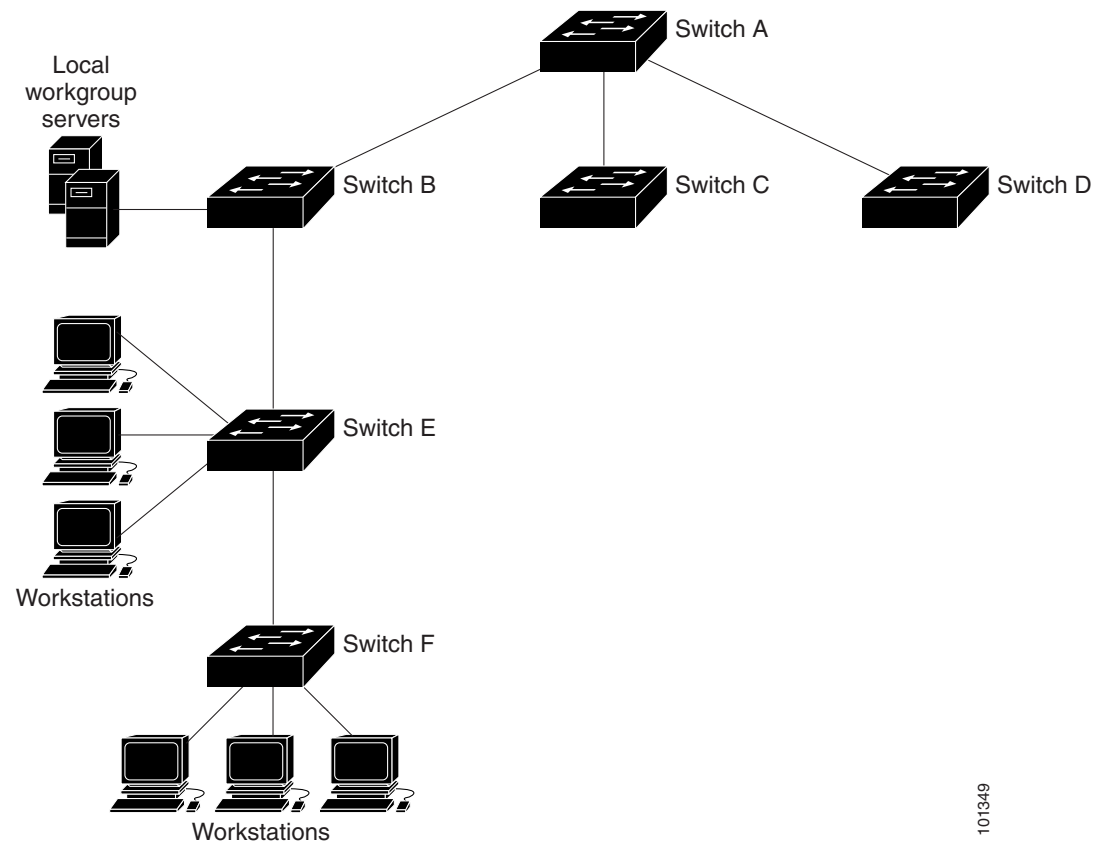 Switch A
Local
workgroup
servers
Switch B
Switch C
Switch D
Switch E
Workstations
Switch F
Workstations
101349